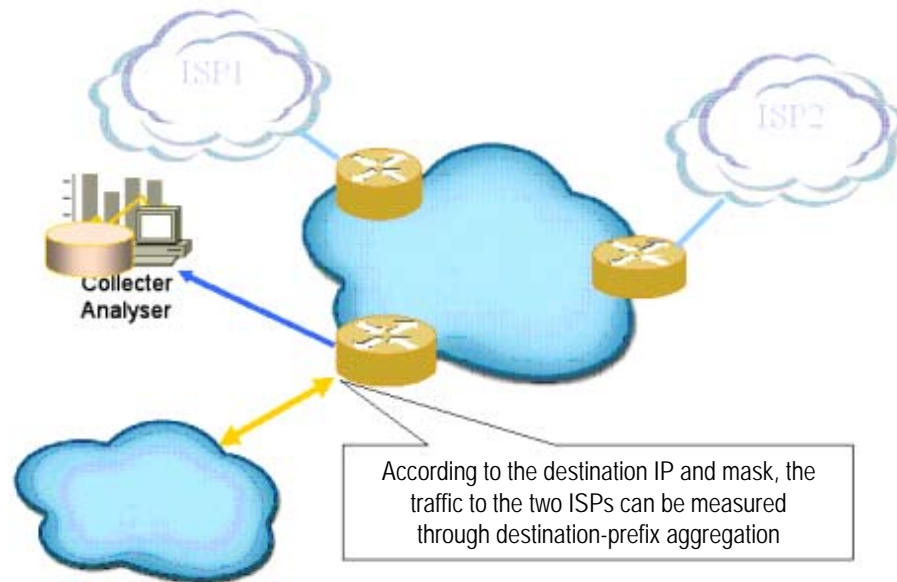 ISP1
ISP2
Collecter
Analyser
According to the destination IP and mask, the
traffic to the two ISPs can be measured
through destination-prefix aggregation